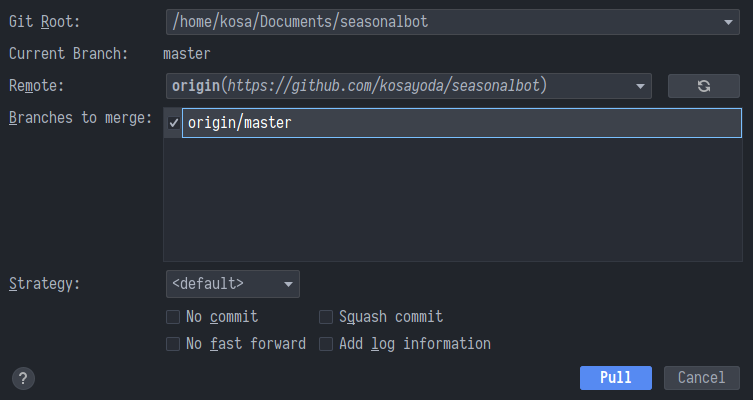 Git Root: /home/kosa/Documents/seasonalbot
Current Branch: master
Remote: origin(https://github.com/kosayoda/seasonalbot)
Branches to merge: origin/master
Strategy: <default>
No commit Squash commit
No fast forward Add log information
? Pull Cancel